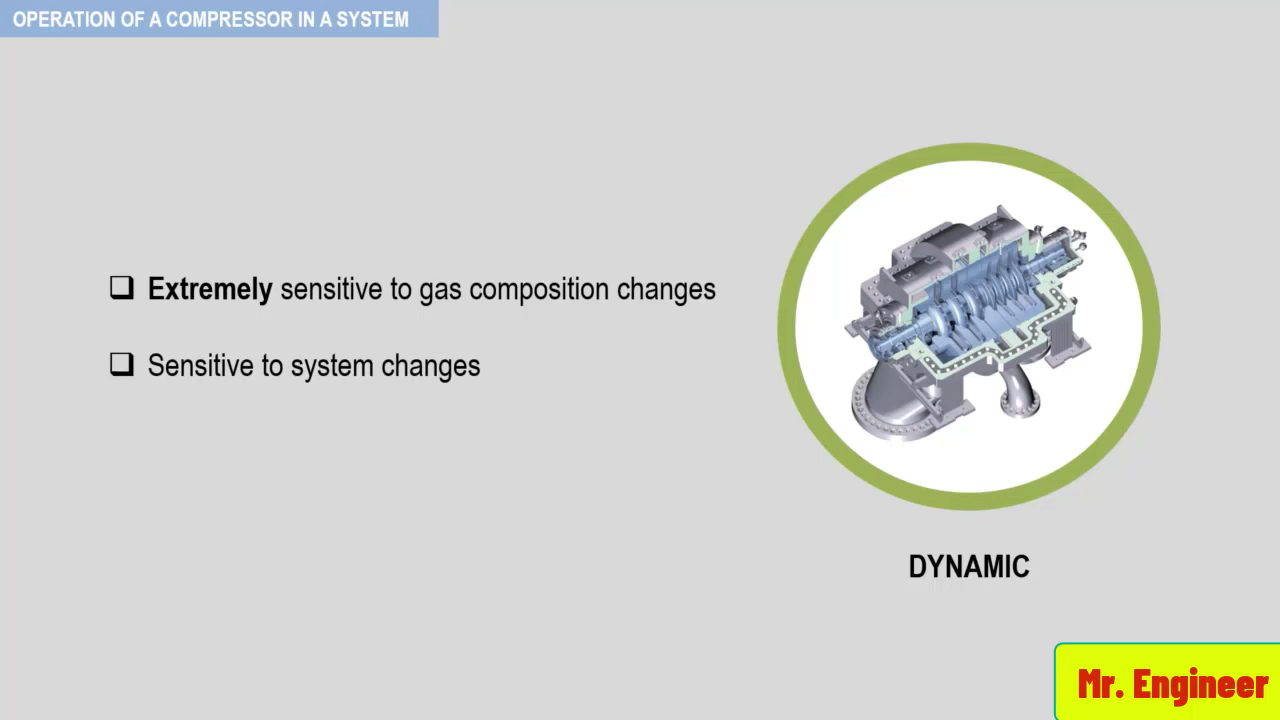 OPERATION OF A COMPRESSOR IN A SYSTEM
Extremely sensitive to gas composition changes
Sensitive to system changes
DYNAMIC
Mr. Engineer